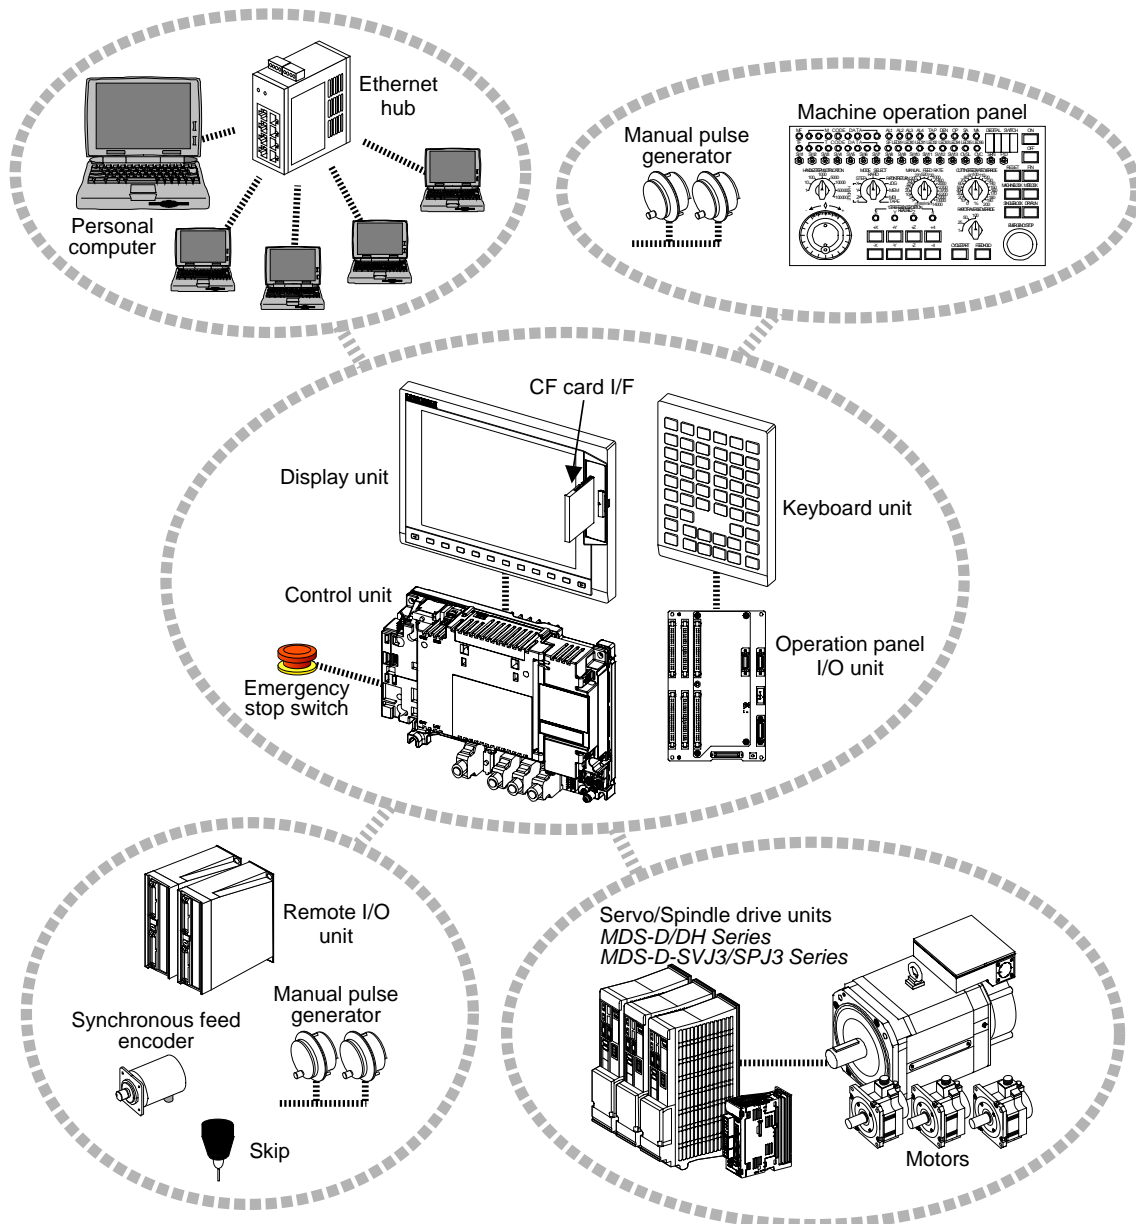 Ethernet
hub
Personal
computer
Machine operation panel
Manual pulse
generator
CF card I/F
Display unit
Keyboard unit
Control unit
Operation panel
I/O unit
Emergency
stop switch
Remote I/O
unit
Manual pulse
generator
Synchronous feed
encoder
Skip
Servo/Spindle drive units
MDS-D/DH Series
MDS-D-SVJ3/SPJ3 Series
Motors